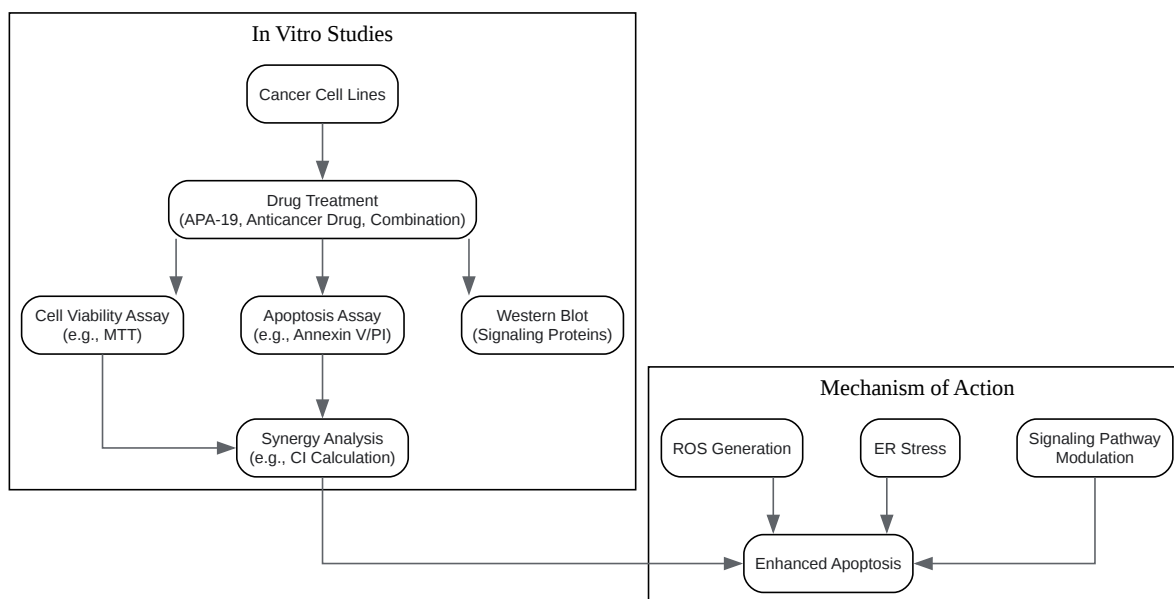 In Vitro Studies
Cancer Cell Lines
Drug Treatment
(APA-19, Anticancer Drug, Combination)
Cell Viability Assay
(e.g., MTT)
Apoptosis Assay
(e.g., Annexin V/PI)
Western Blot
(Signaling Proteins)
Synergy Analysis
(e.g., CI Calculation)
Mechanism of Action
ROS Generation
ER Stress
Signaling Pathway
Modulation
Enhanced Apoptosis